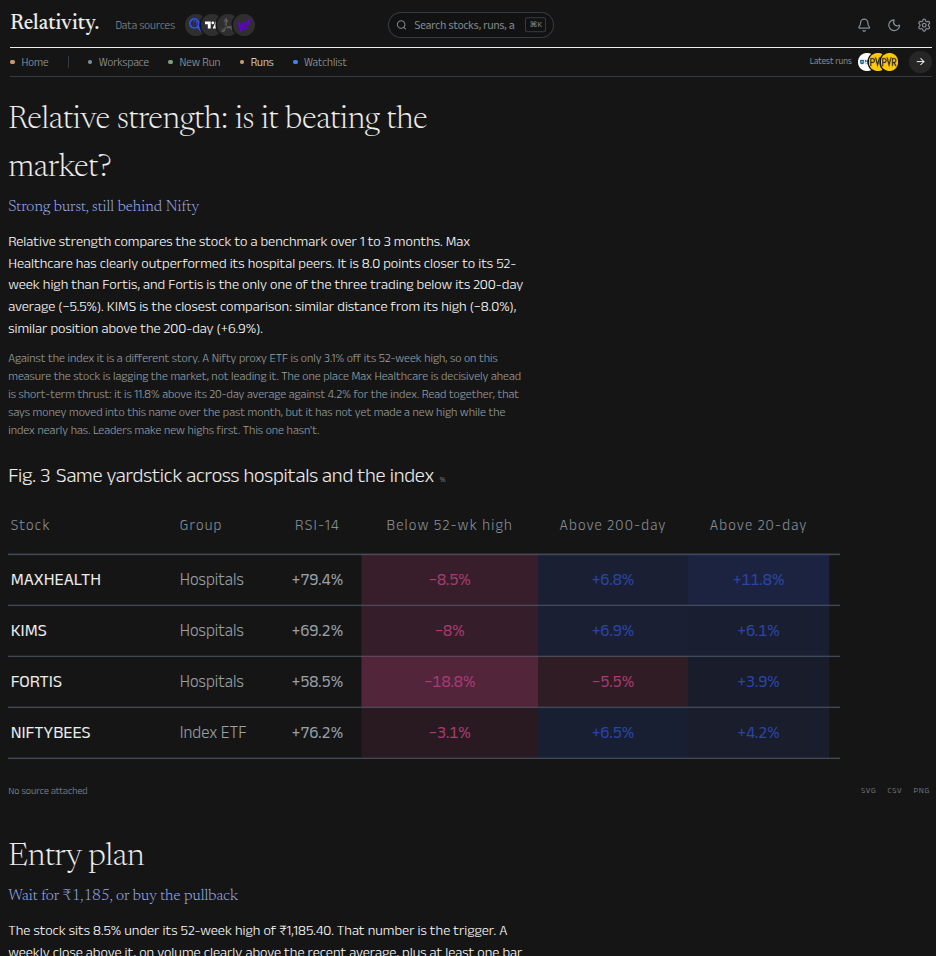 Relativity.
Data sources
Search stocks, runs, a
⌘K
Home
Workspace
New Run
Runs
Watchlist
Latest runs
PVR
Relative strength: is it beating the
market?
Strong burst, still behind Nifty
Relative strength compares the stock to a benchmark over 1 to 3 months. Max
Healthcare has clearly outperformed its hospital peers. It is 8.0 points closer to its 52-
week high than Fortis, and Fortis is the only one of the three trading below its 200-day
average (−5.5%). KIMS is the closest comparison: similar distance from its high (−8.0%),
similar position above the 200-day (+6.9%).
Against the index it is a different story. A Nifty proxy ETF is only 3.1% off its 52-week high, so on this
measure the stock is lagging the market, not leading it. The one place Max Healthcare is decisively ahead
is short-term thrust: it is 11.8% above its 20-day average against 4.2% for the index. Read together, that
says money moved into this name over the past month, but it has not yet made a new high while the
index nearly has. Leaders make new highs first. This one hasn't.
Fig. 3 Same yardstick across hospitals and the index %
Stock Group RSI-14 Below 52-wk high Above 200-day Above 20-day
MAXHEALTH Hospitals +79.4% −8.5% +6.8% +11.8%
KIMS Hospitals +69.2% −8% +6.9% +6.1%
FORTIS Hospitals +58.5% −18.8% −5.5% +3.9%
NIFTYBEES Index ETF +76.2% −3.1% +6.5% +4.2%
No source attached
SVG CSV PNG
Entry plan
Wait for ₹1,185, or buy the pullback
The stock sits 8.5% under its 52-week high of ₹1,185.40. That number is the trigger. A
weekly close above it, on volume clearly above the recent average, plus at least one bar